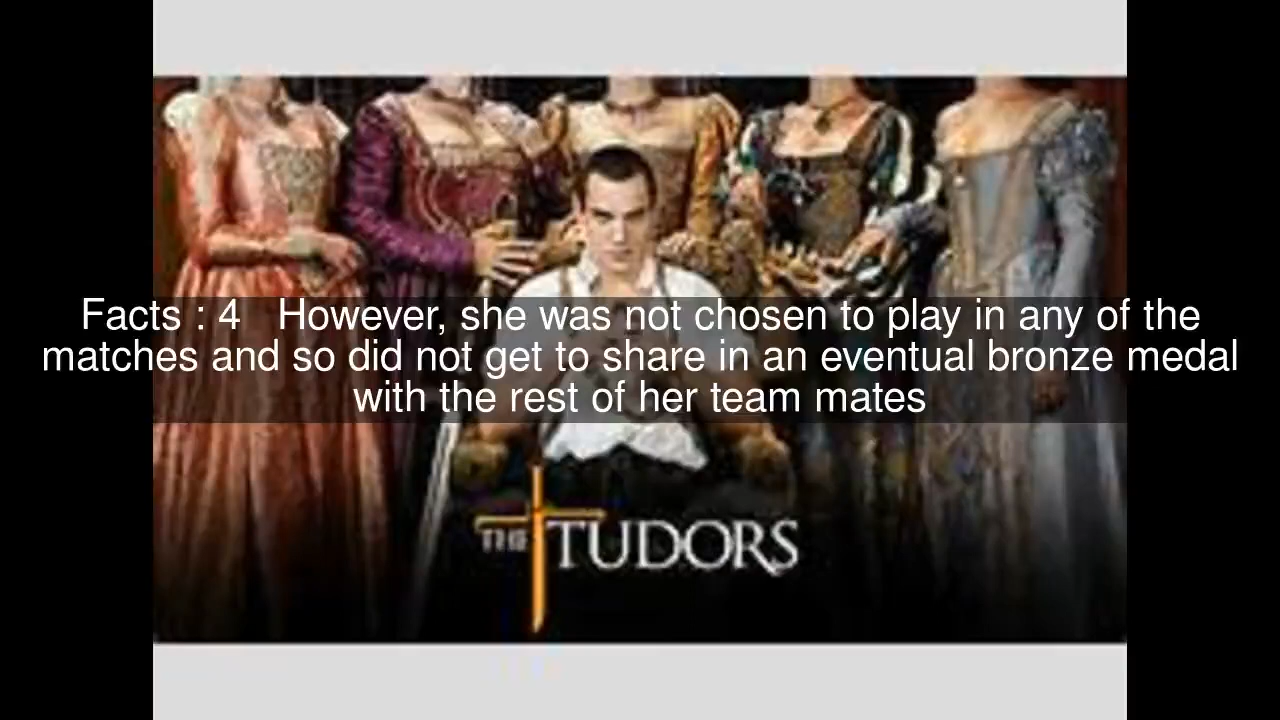 Facts : 4 However, she was not chosen to play in any of the
matches and so did not get to share in an eventual bronze medal
with the rest of her team mates
THE TUDORS